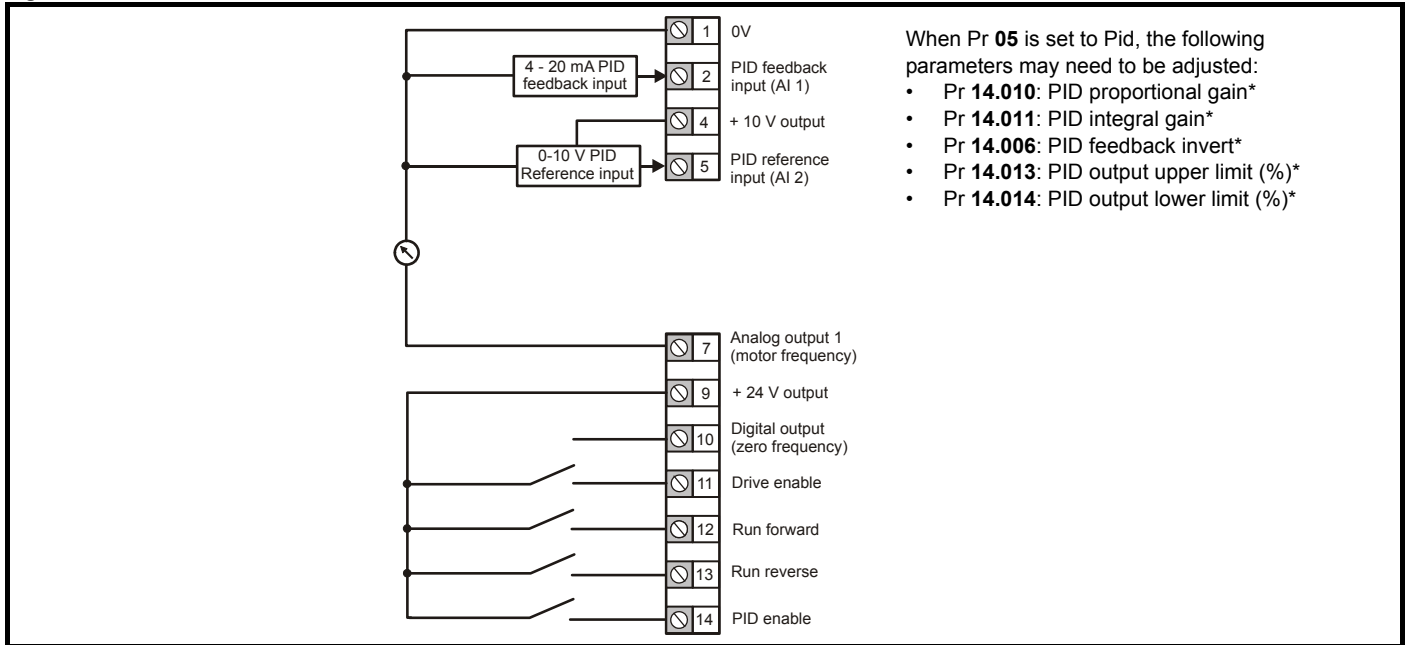 1 0V
4 - 20 mA PID
feedback input
2 PID feedback
input (AI 1)
4 + 10 V output
0-10 V PID
Reference input
5 PID reference
input (AI 2)
7 Analog output 1
(motor frequency)
9 + 24 V output
10 Digital output
(zero frequency)
11 Drive enable
12 Run forward
13 Run reverse
14 PID enable
When Pr 05 is set to Pid, the following
parameters may need to be adjusted:
• Pr 14.010: PID proportional gain*
• Pr 14.011: PID integral gain*
• Pr 14.006: PID feedback invert*
• Pr 14.013: PID output upper limit (%)*
• Pr 14.014: PID output lower limit (%)*